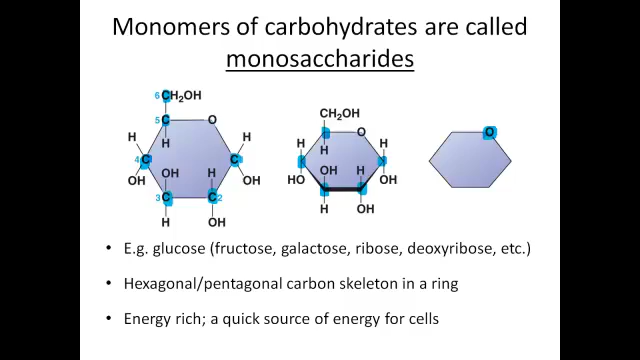 Monomers of carbohydrates are called
monosaccharides
6 CH2OH
5 C O
H H H
4 C OH H C
OH OH
3 C C 2
H OH
CH2OH
O
H H H
OH H
HO OH
H OH
O
• E.g. glucose (fructose, galactose, ribose, deoxyribose, etc.)
• Hexagonal/pentagonal carbon skeleton in a ring
• Energy rich; a quick source of energy for cells